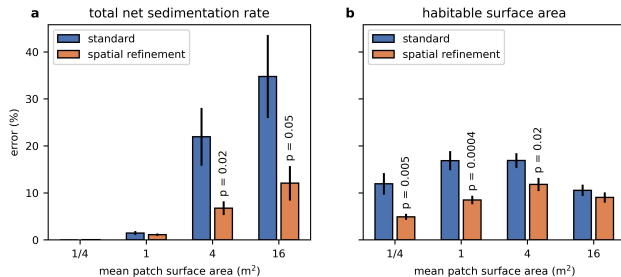 a total net sedimentation rate
standard
spatial refinement
error (%)
40
30
20
10
0
p = 0.02
p = 0.05
1/4 1 4 16
mean patch surface area (m²)
b habitable surface area
standard
spatial refinement
p = 0.005
p = 0.0004
p = 0.02
1/4 1 4 16
mean patch surface area (m²)